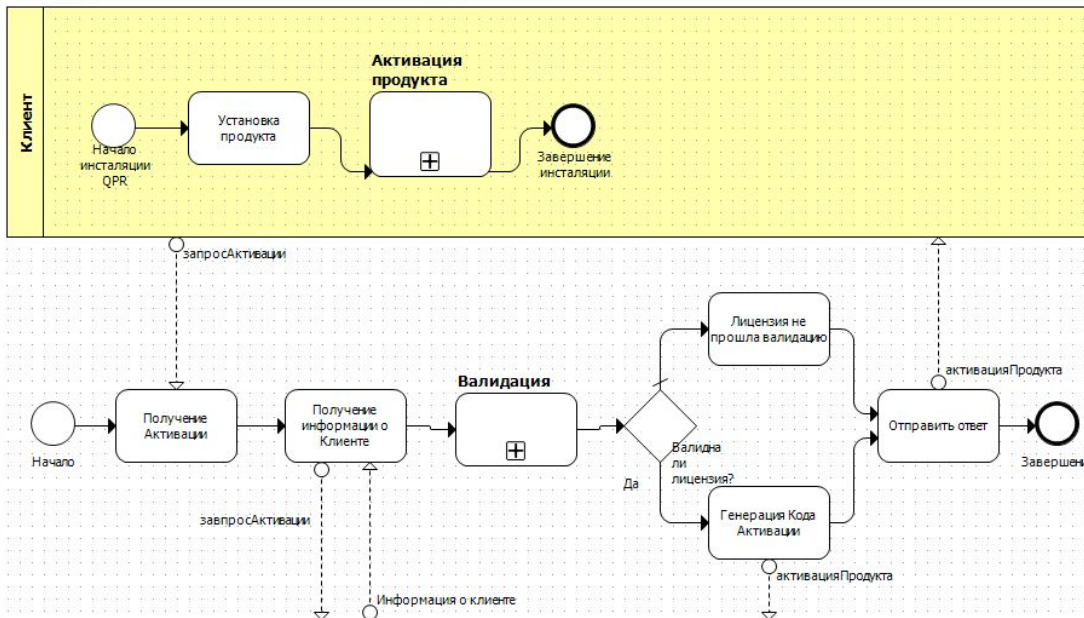 Клиент
Активация
продукта
Установка
продукта
Начало
инсталяции
QPR
Завершение
инсталяции
запросАктивации
Лицензия не
прошла валидацию
активацияПродукта
Валидация
Получение
Активации
Получение
информации о
Клиенте
Отправить ответ
Начало
Завершени
Валидна
ли
лицензия?
Да
завпросАктивации
Генерация Кода
Активации
активацияПродукта
Информация о клиенте